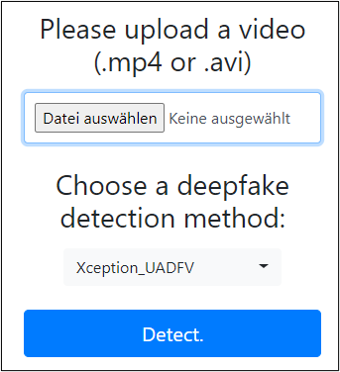 Please upload a video
(.mp4 or .avi)
Datei auswählen Keine ausgewählt
Choose a deepfake
detection method:
Xception_UADFV
Detect.